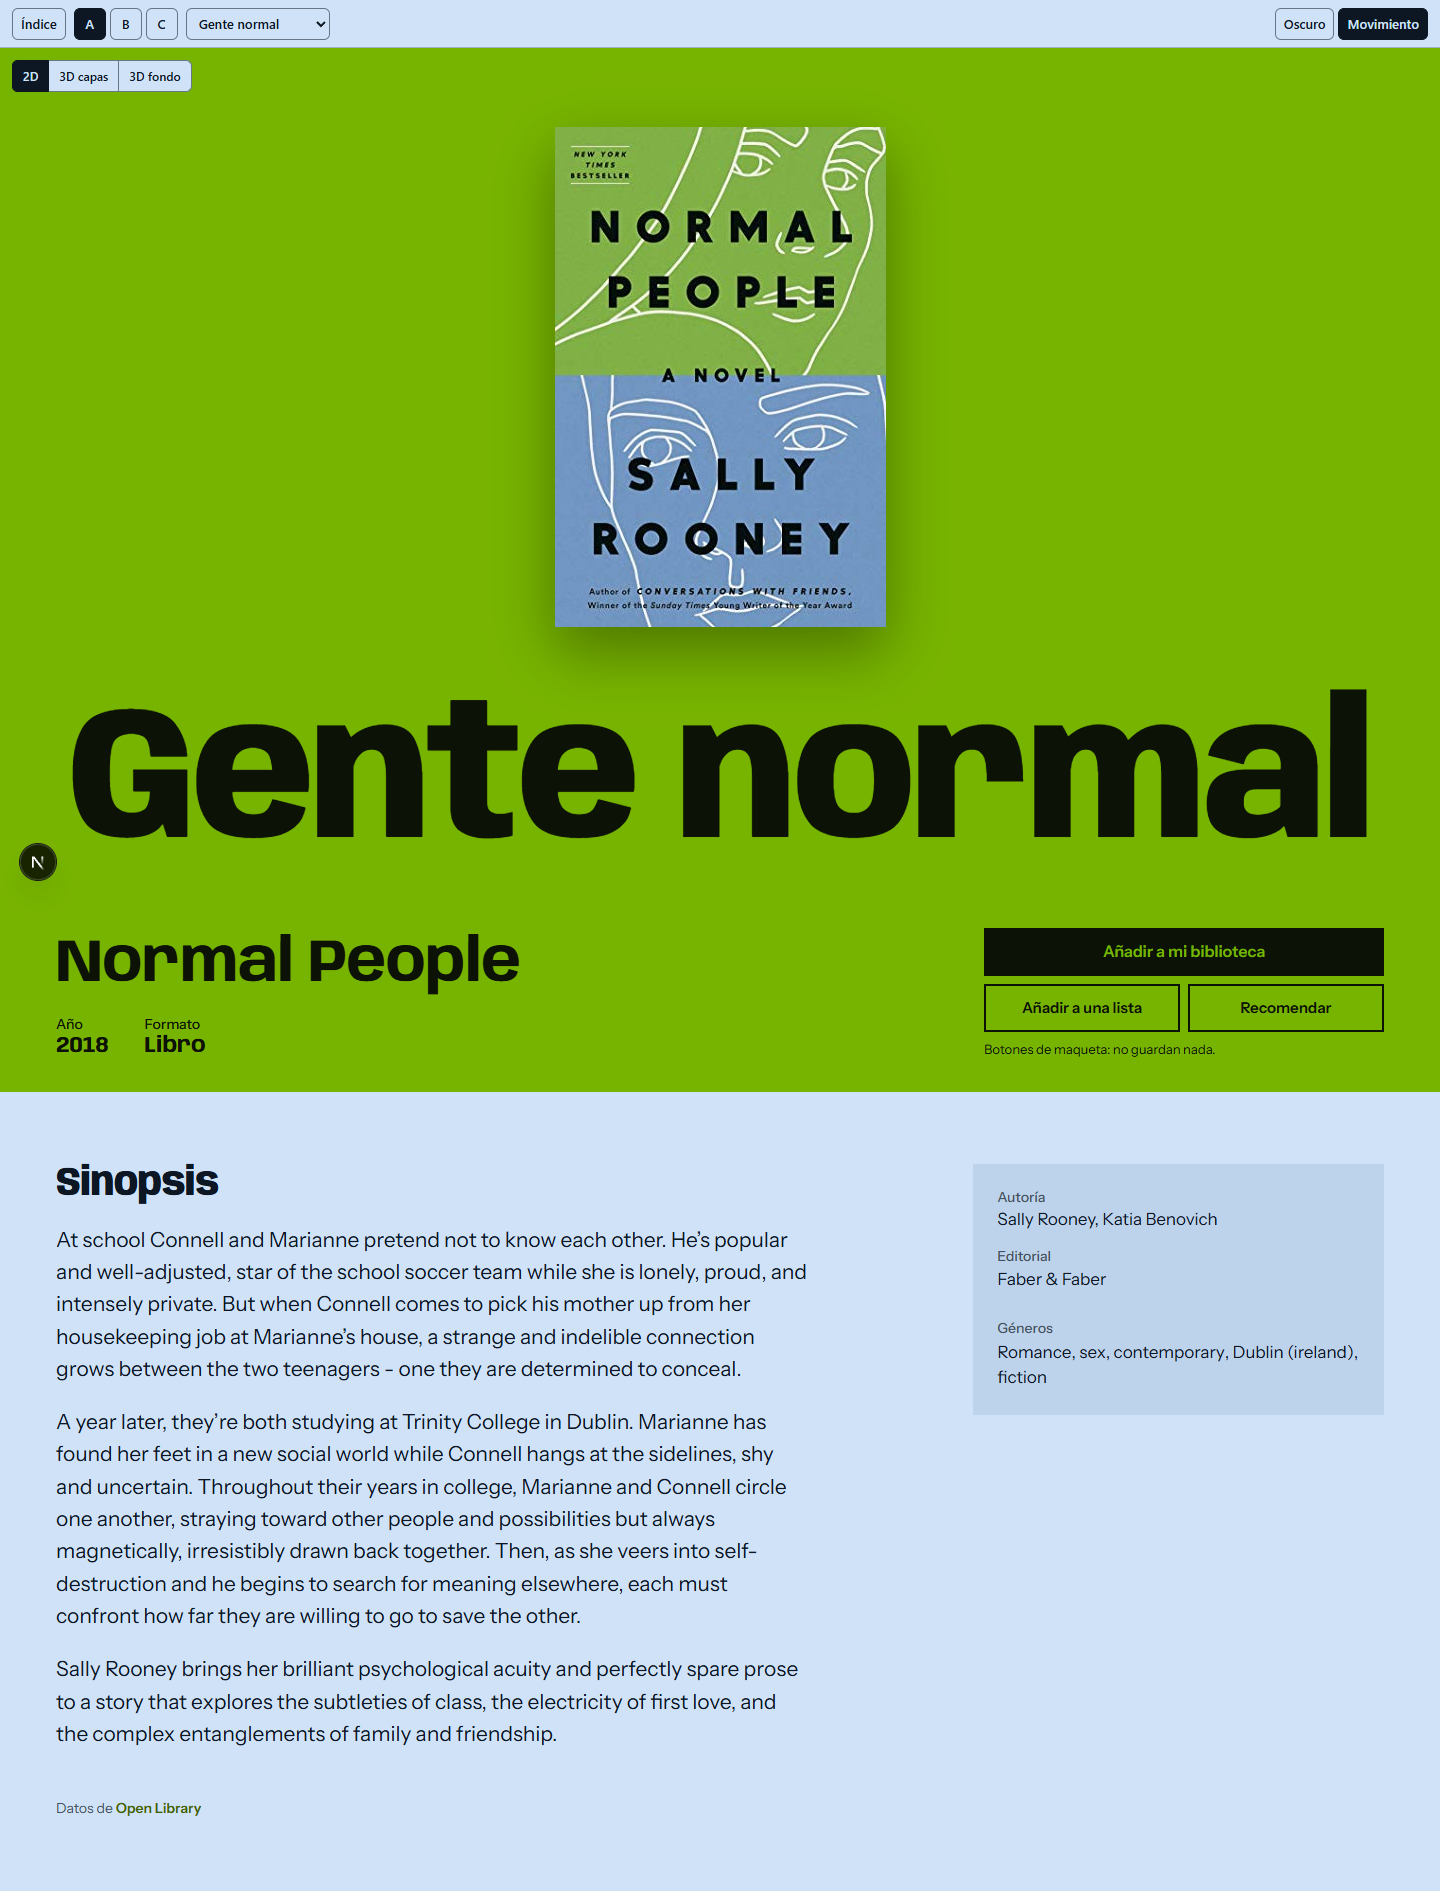 Índice
A
B
C
Gente normal
Oscuro
Movimiento
2D
3D capas
3D fondo
NEW YORK
TIMES
BESTSELLER
NORMAL
PEOPLE
A NOVEL
SALLY
ROONEY
Author of CONVERSATIONS WITH FRIENDS,
Winner of the Sunday Times Young Writer of the Year Award
Gente normal
N
Normal People
Año
2018
Formato
Libro
Añadir a mi biblioteca
Añadir a una lista
Recomendar
Botones de maqueta: no guardan nada.
Sinopsis
At school Connell and Marianne pretend not to know each other. He’s popular
and well-adjusted, star of the school soccer team while she is lonely, proud, and
intensely private. But when Connell comes to pick his mother up from her
housekeeping job at Marianne’s house, a strange and indelible connection
grows between the two teenagers - one they are determined to conceal.
A year later, they’re both studying at Trinity College in Dublin. Marianne has
found her feet in a new social world while Connell hangs at the sidelines, shy
and uncertain. Throughout their years in college, Marianne and Connell circle
one another, straying toward other people and possibilities but always
magnetically, irresistibly drawn back together. Then, as she veers into self-
destruction and he begins to search for meaning elsewhere, each must
confront how far they are willing to go to save the other.
Sally Rooney brings her brilliant psychological acuity and perfectly spare prose
to a story that explores the subtleties of class, the electricity of first love, and
the complex entanglements of family and friendship.
Autoría
Sally Rooney, Katia Benovich
Editorial
Faber & Faber
Géneros
Romance, sex, contemporary, Dublin (ireland),
fiction
Datos de Open Library